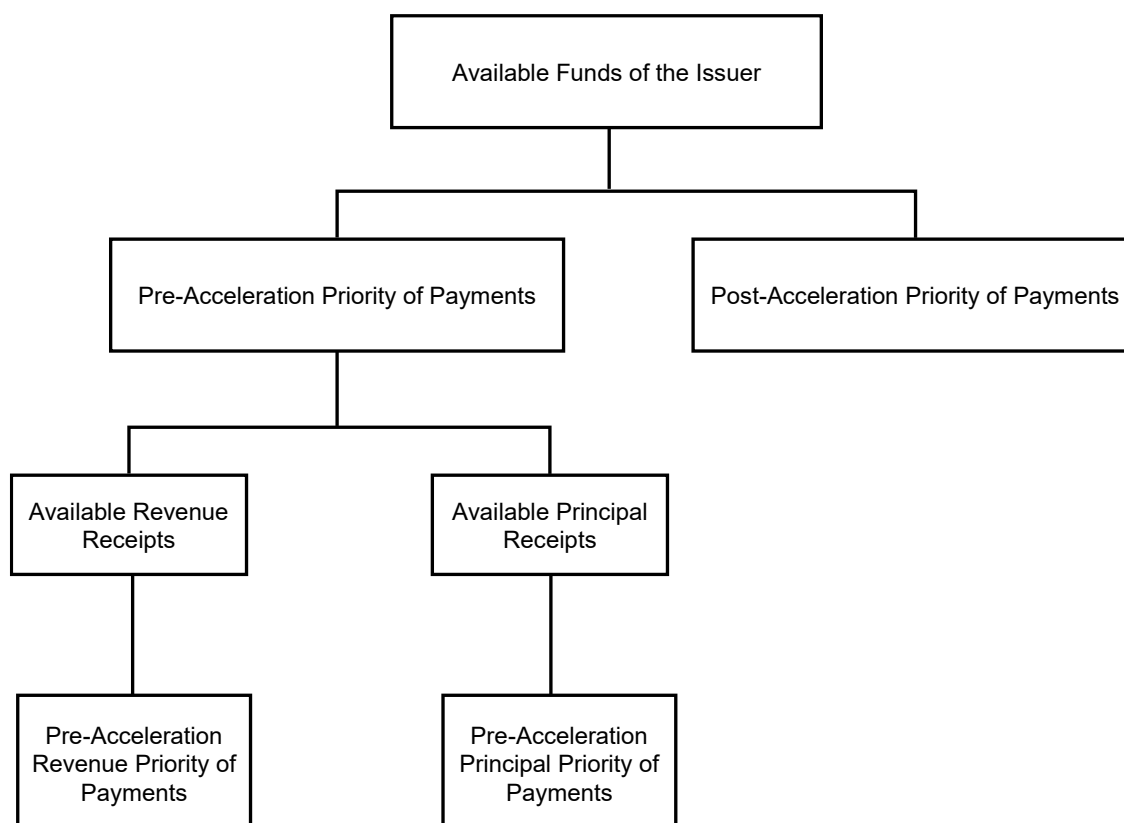 Available Funds of the Issuer
Pre-Acceleration Priority of Payments
Post-Acceleration Priority of Payments
Available Revenue
Receipts
Available Principal
Receipts
Pre-Acceleration
Revenue Priority of
Payments
Pre-Acceleration
Principal Priority of
Payments